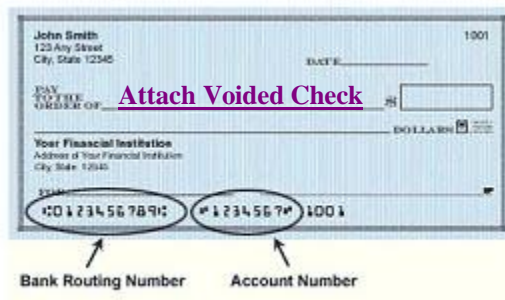 John Smith
1001
123 Any Street
City, State 12345
DATE
PAY
TO THE
ORDER OF
Attach Voided Check
$
DOLLARS
Your Financial Institution
Address of Your Financial Institution
City, State 12345
FOR
⑆0123456789⑆ ⑈1234567⑈ 1001
Bank Routing Number
Account Number